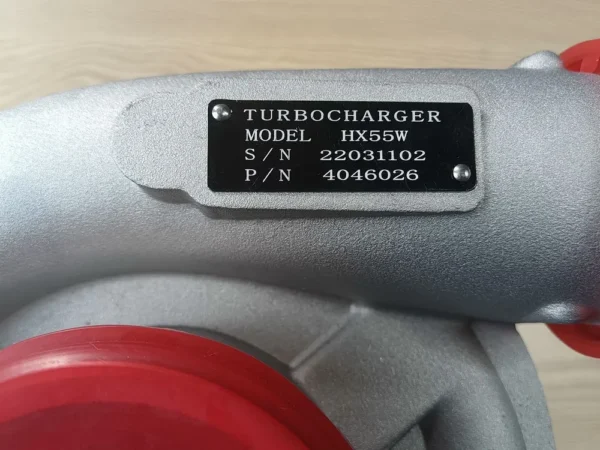 TURBOCHARGER
MODEL HX55W
S/N 22031102
P/N 4046026